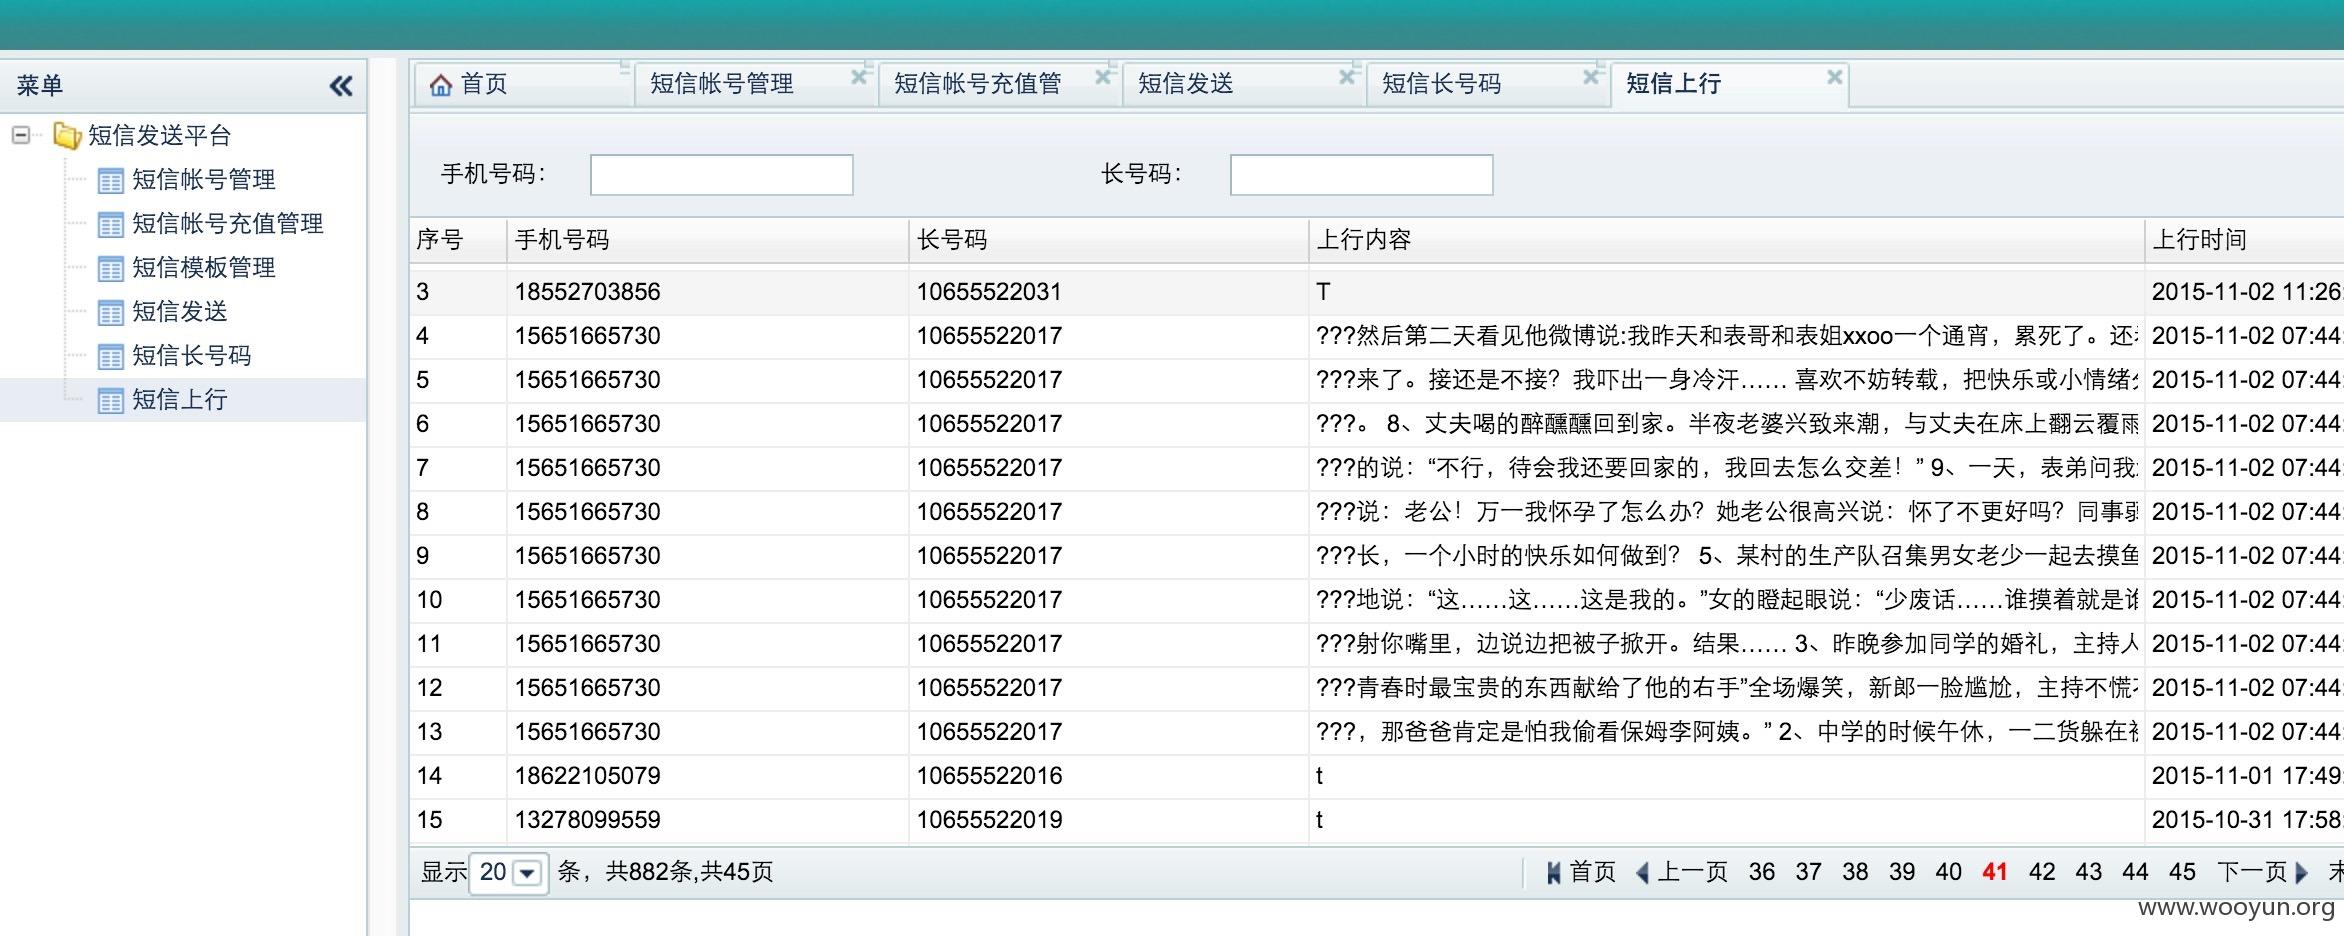 菜单
短信发送平台
短信帐号管理
短信帐号充值管理
短信模板管理
短信发送
短信长号码
短信上行
首页 短信帐号管理 短信帐号充值管 短信发送 短信长号码 短信上行
手机号码： 长号码：
序号 手机号码 长号码 上行内容 上行时间
3 18552703856 10655522031 T 2015-11-02 11:26:
4 15651665730 10655522017 ???然后第二天看见他微博说:我昨天和表哥和表姐xxoo一个通宵，累死了。还 2015-11-02 07:44:
5 15651665730 10655522017 ???来了。接还是不接？我吓出一身冷汗…… 喜欢不妨转载，把快乐或小情绪 2015-11-02 07:44:
6 15651665730 10655522017 ???。 8、丈夫喝的醉醺醺回到家。半夜老婆兴致来潮，与丈夫在床上翻云覆雨 2015-11-02 07:44:
7 15651665730 10655522017 ???的说：“不行，待会我还要回家的，我回去怎么交差！” 9、一天，表弟问我 2015-11-02 07:44:
8 15651665730 10655522017 ???说：老公！万一我怀孕了怎么办？她老公很高兴说：怀了不更好吗？同事 2015-11-02 07:44:
9 15651665730 10655522017 ???长，一个小时的快乐如何做到？ 5、某村的生产队召集男女老少一起去摸鱼 2015-11-02 07:44:
10 15651665730 10655522017 ???地说：“这……这……这是我的。”女的瞪起眼说：“少废话……谁摸着就是 2015-11-02 07:44:
11 15651665730 10655522017 ???射你嘴里，边说边把被子掀开。结果…… 3、昨晚参加同学的婚礼，主持人 2015-11-02 07:44:
12 15651665730 10655522017 ???青春时最宝贵的东西献给了他的右手”全场爆笑，新郎一脸尴尬，主持不慌 2015-11-02 07:44:
13 15651665730 10655522017 ???，那爸爸肯定是怕我偷看保姆李阿姨。” 2、中学的时候午休，一二货躲在 2015-11-02 07:44:
14 18622105079 10655522016 t 2015-11-01 17:49:
15 13278099559 10655522019 t 2015-10-31 17:58:
显示 20 条，共882条,共45页 首页 上一页 36 37 38 39 40 41 42 43 44 45 下一页
www.wooyun.org